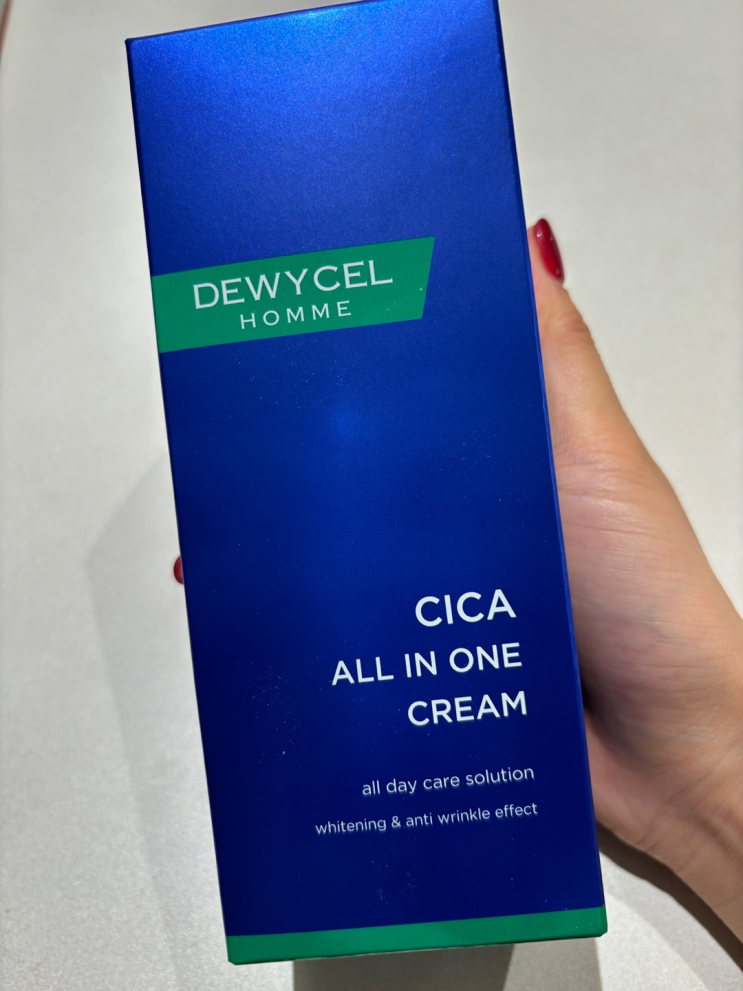 DEWYCEL
HOMME
CICA
ALL IN ONE
CREAM
all day care solution
whitening & anti wrinkle effect